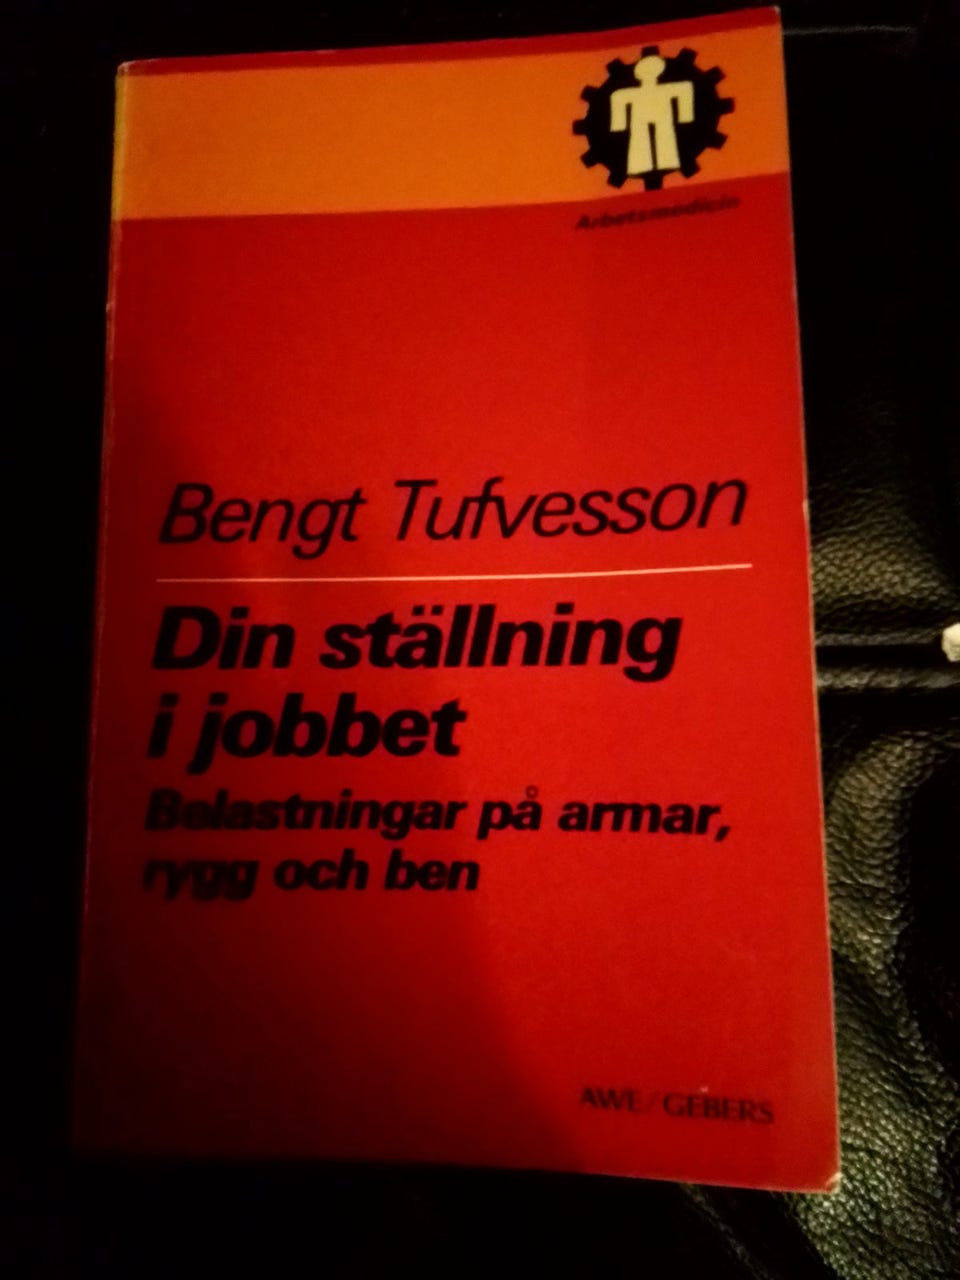 Arbetsmedicin
Bengt Tufvesson
Din ställning
i jobbet
Belastningar på armar,
rygg och ben
AWE/GEBERS